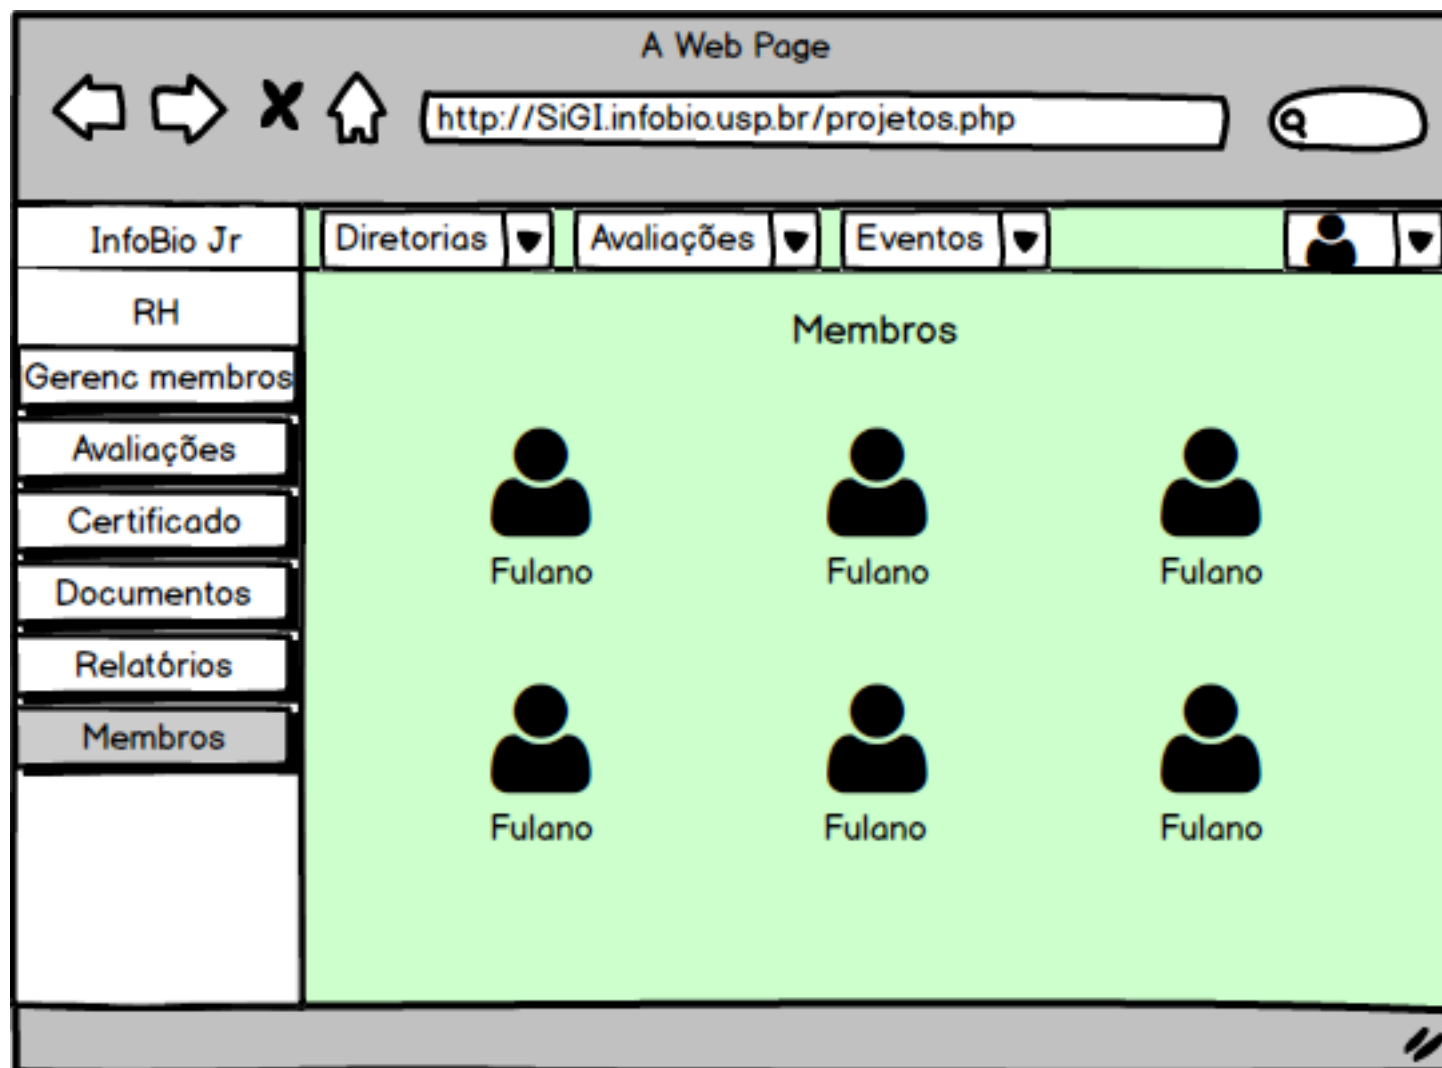 A Web Page
http://SiGI.infobio.usp.br/projetos.php
InfoBio Jr
Diretorias
Avaliações
Eventos
RH
Gerenc membros
Avaliações
Certificado
Documentos
Relatórios
Membros
Membros
Fulano
Fulano
Fulano
Fulano
Fulano
Fulano